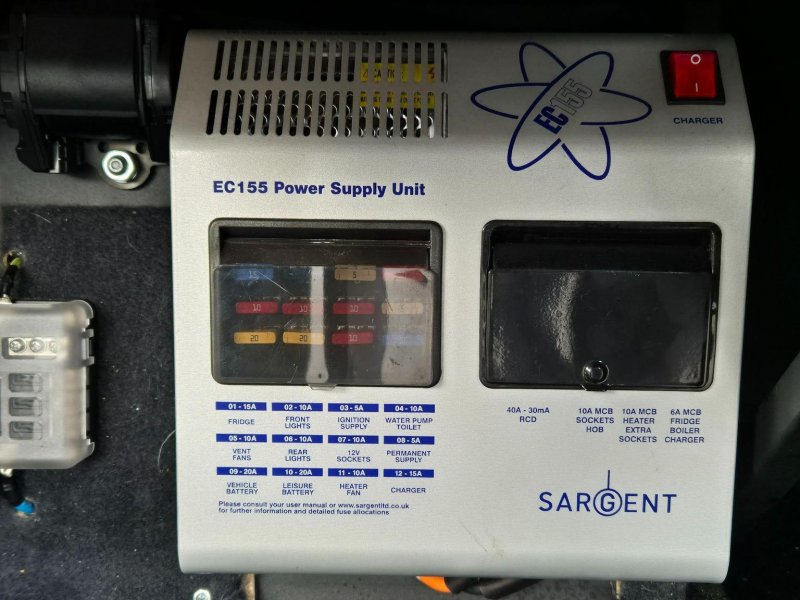 EC155
O
I
CHARGER
EC155 Power Supply Unit
15 5
10 10 10
20 20 10
01 - 15A 02 - 10A 03 - 5A 04 - 10A
FRIDGE FRONT LIGHTS IGNITION SUPPLY WATER PUMP TOILET
05 - 10A 06 - 10A 07 - 10A 08 - 5A
VENT FANS REAR LIGHTS 12V SOCKETS PERMANENT SUPPLY
09 - 20A 10 - 20A 11 - 10A 12 - 15A
VEHICLE BATTERY LEISURE BATTERY HEATER FAN CHARGER
Please consult your user manual or www.sargentltd.co.uk
for further information and detailed fuse allocations
40A - 30mA RCD
10A MCB SOCKETS HOB
10A MCB HEATER EXTRA SOCKETS
6A MCB FRIDGE BOILER CHARGER
SARGENT